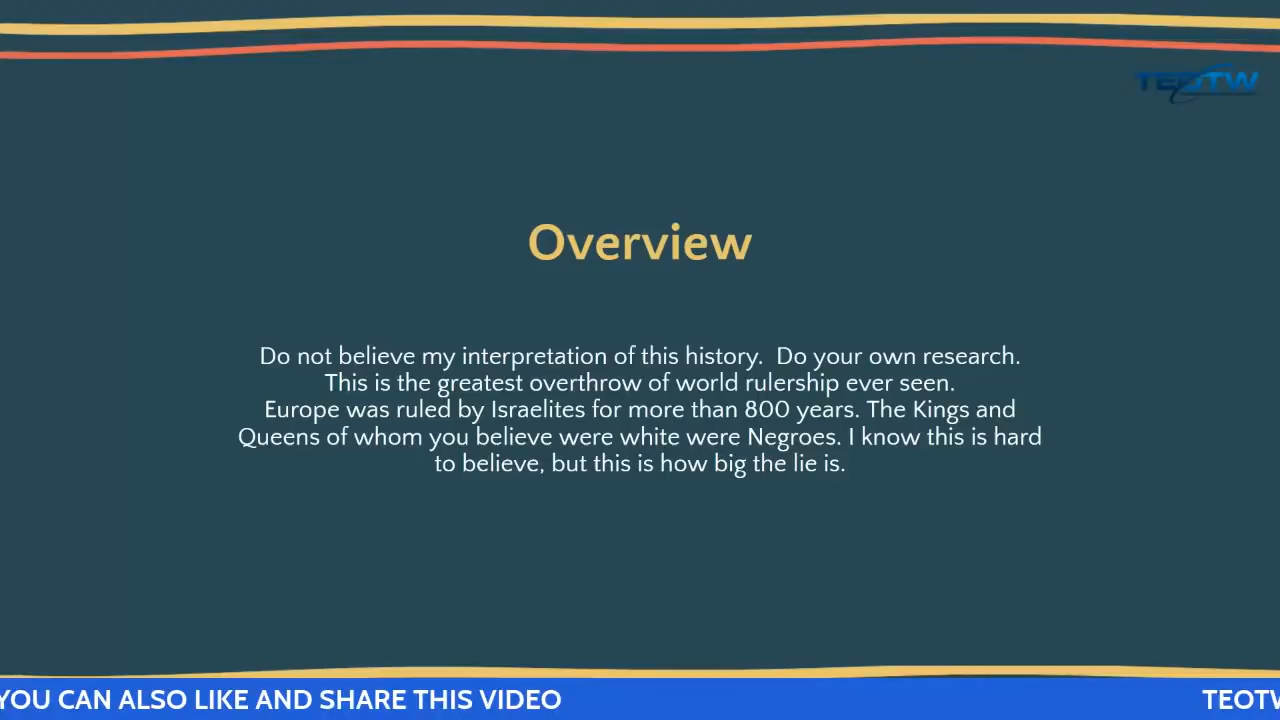 TEOTW
Overview
Do not believe my interpretation of this history.  Do your own research.
This is the greatest overthrow of world rulership ever seen.
Europe was ruled by Israelites for more than 800 years. The Kings and
Queens of whom you believe were white were Negroes. I know this is hard
to believe, but this is how big the lie is.
YOU CAN ALSO LIKE AND SHARE THIS VIDEO
TEOTW